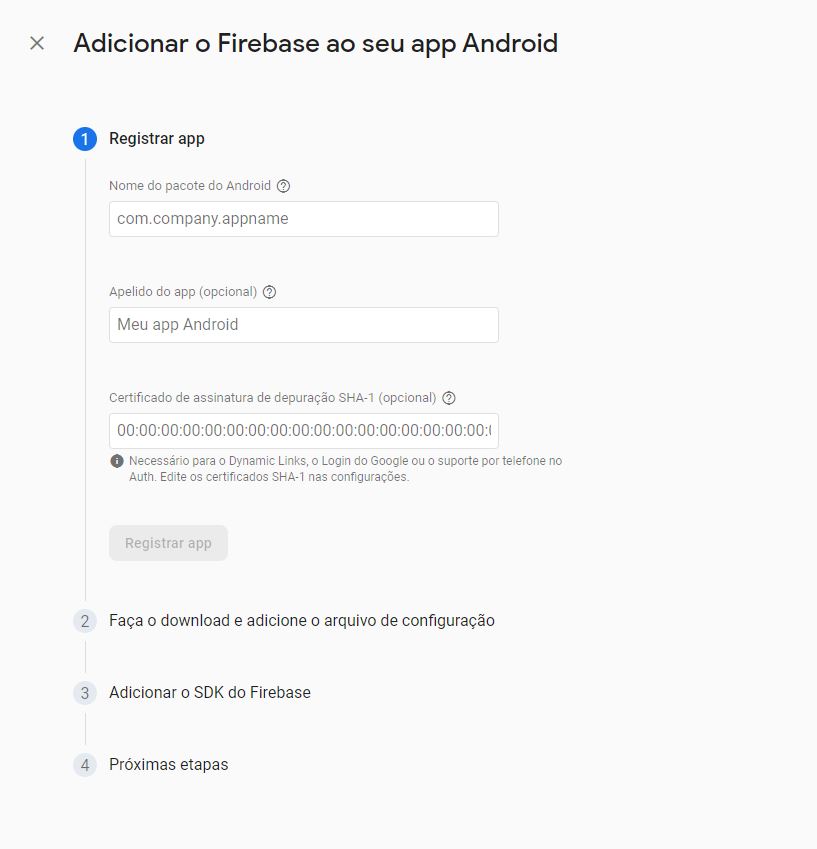 Adicionar o Firebase ao seu app Android
1 Registrar app
Nome do pacote do Android
com.company.appname
Apelido do app (opcional)
Meu app Android
Certificado de assinatura de depuração SHA-1 (opcional)
00:00:00:00:00:00:00:00:00:00:00:00:00:00:00:00:00:0
Necessário para o Dynamic Links, o Login do Google ou o suporte por telefone no
Auth. Edite os certificados SHA-1 nas configurações.
Registrar app
2 Faça o download e adicione o arquivo de configuração
3 Adicionar o SDK do Firebase
4 Próximas etapas